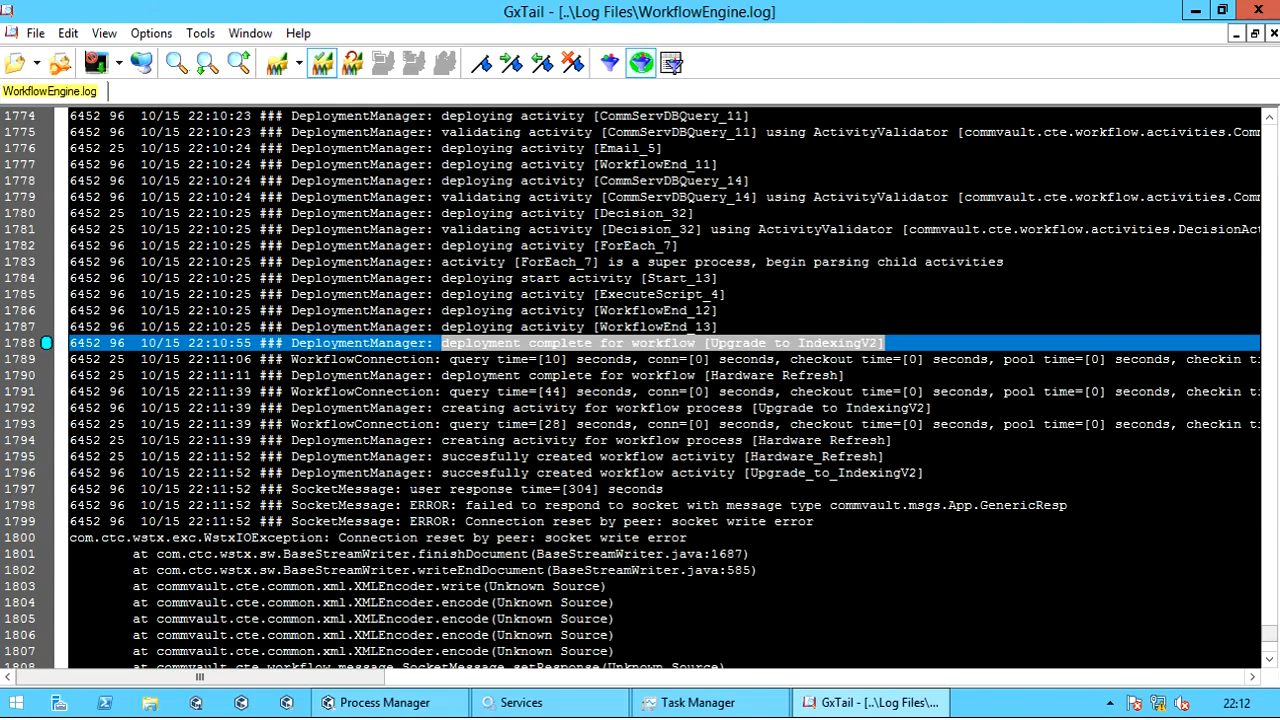 GxTail - [..\Log Files\WorkflowEngine.log]
File Edit View Options Tools Window Help
WorkflowEngine.log
1774 6452 96 10/15 22:10:23 ### DeploymentManager: deploying activity [CommServDBQuery_11]
1775 6452 96 10/15 22:10:23 ### DeploymentManager: validating activity [CommServDBQuery_11] using ActivityValidator [commvault.cte.workflow.activities.Com
1776 6452 25 10/15 22:10:24 ### DeploymentManager: deploying activity [Email_5]
1777 6452 96 10/15 22:10:24 ### DeploymentManager: deploying activity [WorkflowEnd_11]
1778 6452 96 10/15 22:10:24 ### DeploymentManager: deploying activity [CommServDBQuery_14]
1779 6452 96 10/15 22:10:24 ### DeploymentManager: validating activity [CommServDBQuery_14] using ActivityValidator [commvault.cte.workflow.activities.Com
1780 6452 25 10/15 22:10:25 ### DeploymentManager: deploying activity [Decision_32]
1781 6452 25 10/15 22:10:25 ### DeploymentManager: validating activity [Decision_32] using ActivityValidator [commvault.cte.workflow.activities.DecisionAct
1782 6452 96 10/15 22:10:25 ### DeploymentManager: deploying activity [ForEach_7]
1783 6452 96 10/15 22:10:25 ### DeploymentManager: activity [ForEach_7] is a super process, begin parsing child activities
1784 6452 96 10/15 22:10:25 ### DeploymentManager: deploying start activity [Start_13]
1785 6452 96 10/15 22:10:25 ### DeploymentManager: deploying activity [ExecuteScript_4]
1786 6452 96 10/15 22:10:25 ### DeploymentManager: deploying activity [WorkflowEnd_12]
1787 6452 96 10/15 22:10:25 ### DeploymentManager: deploying activity [WorkflowEnd_13]
1788 6452 96 10/15 22:10:55 ### DeploymentManager: deployment complete for workflow [Upgrade to IndexingV2]
1789 6452 96 10/15 22:11:06 ### WorkflowConnection: query time=[10] seconds, conn=[0] seconds, checkout time=[0] seconds, pool time=[0] seconds, checkin t
1790 6452 25 10/15 22:11:11 ### DeploymentManager: deployment complete for workflow [Hardware Refresh]
1791 6452 96 10/15 22:11:39 ### WorkflowConnection: query time=[44] seconds, conn=[0] seconds, checkout time=[0] seconds, pool time=[0] seconds, checkin t
1792 6452 96 10/15 22:11:39 ### DeploymentManager: creating activity for workflow process [Upgrade to IndexingV2]
1793 6452 25 10/15 22:11:39 ### WorkflowConnection: query time=[28] seconds, conn=[0] seconds, checkout time=[0] seconds, pool time=[0] seconds, checkin t
1794 6452 25 10/15 22:11:39 ### DeploymentManager: creating activity for workflow process [Hardware Refresh]
1795 6452 25 10/15 22:11:52 ### DeploymentManager: succesfully created workflow activity [Hardware_Refresh]
1796 6452 96 10/15 22:11:52 ### DeploymentManager: succesfully created workflow activity [Upgrade_to_IndexingV2]
1797 6452 96 10/15 22:11:52 ### SocketMessage: user response time=[304] seconds
1798 6452 96 10/15 22:11:52 ### SocketMessage: ERROR: failed to respond to socket with message type commvault.msgs.App.GenericResp
1799 6452 96 10/15 22:11:52 ### SocketMessage: ERROR: Connection reset by peer: socket write error
1800 com.ctc.wstx.exc.WstxIOException: Connection reset by peer: socket write error
1801 at com.ctc.wstx.sw.BaseStreamWriter.finishDocument(BaseStreamWriter.java:1687)
1802 at com.ctc.wstx.sw.BaseStreamWriter.writeEndDocument(BaseStreamWriter.java:585)
1803 at commvault.cte.common.xml.XMLEncoder.write(Unknown Source)
1804 at commvault.cte.common.xml.XMLEncoder.encode(Unknown Source)
1805 at commvault.cte.common.xml.XMLEncoder.encode(Unknown Source)
1806 at commvault.cte.common.xml.XMLEncoder.encode(Unknown Source)
1807 at commvault.cte.common.xml.XMLEncoder.encode(Unknown Source)
1808 at commvault.cte.workflow.message.SocketMessage.setResponse(Unknown Source)
Process Manager Services Task Manager GxTail - [..\Log Files\... 22:12